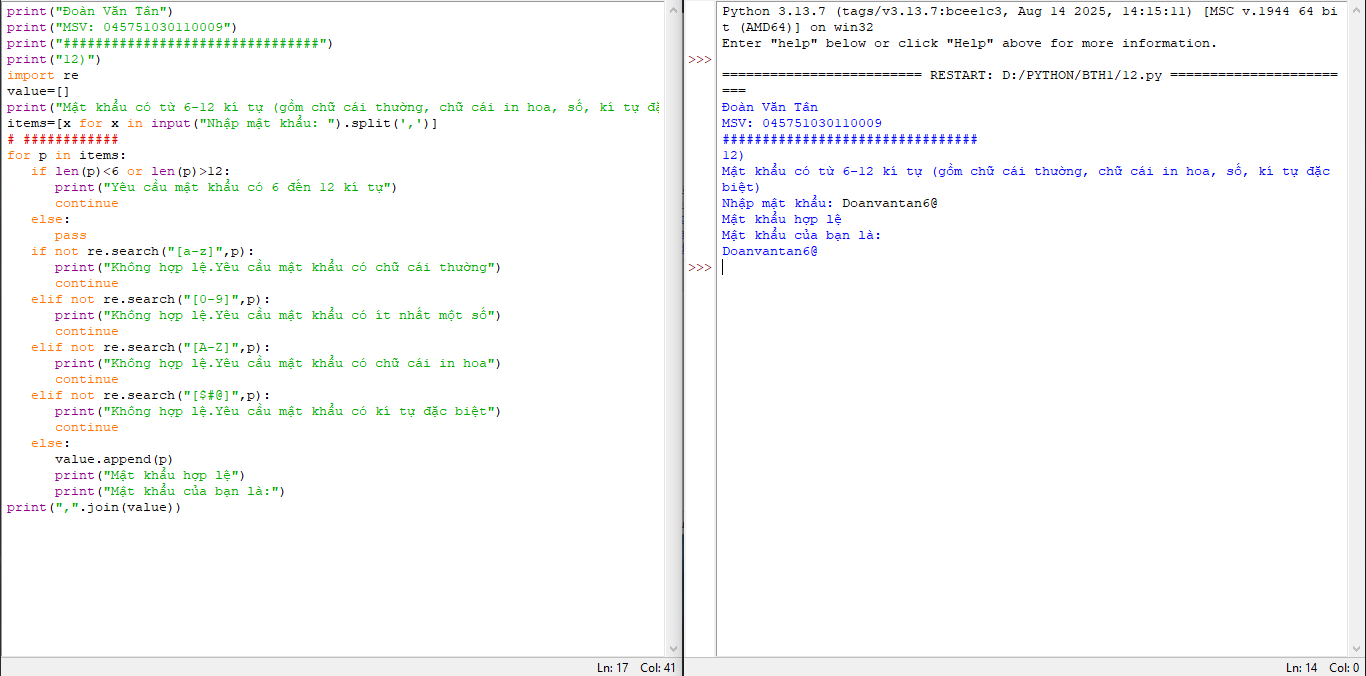 print("Đoàn Văn Tân")
print("MSV: 045751030110009")
print("################################")
print("12)")
import re
value=[]
print("Mật khẩu có từ 6-12 kí tự (gồm chữ cái thường, chữ cái in hoa, số, kí tự đặ
items=[x for x in input("Nhập mật khẩu: ").split(',')]
# ############
for p in items:
   if len(p)<6 or len(p)>12:
      print("Yêu cầu mật khẩu có 6 đến 12 kí tự")
      continue
   else:
      pass
   if not re.search("[a-z]",p):
      print("Không hợp lệ.Yêu cầu mật khẩu có chữ cái thường")
      continue
   elif not re.search("[0-9]",p):
      print("Không hợp lệ.Yêu cầu mật khẩu có ít nhất một số")
      continue
   elif not re.search("[A-Z]",p):
      print("Không hợp lệ.Yêu cầu mật khẩu có chữ cái in hoa")
      continue
   elif not re.search("[$#@]",p):
      print("Không hợp lệ.Yêu cầu mật khẩu có kí tự đặc biệt")
      continue
   else:
      value.append(p)
      print("Mật khẩu hợp lệ")
      print("Mật khẩu của bạn là:")
print(",".join(value))
Ln: 17 Col: 41
Python 3.13.7 (tags/v3.13.7:bcee1c3, Aug 14 2025, 14:15:11) [MSC v.1944 64 bi
t (AMD64)] on win32
Enter "help" below or click "Help" above for more information.
>>>
========================= RESTART: D:/PYTHON/BTH1/12.py =====================
===
Đoàn Văn Tân
MSV: 045751030110009
################################
12)
Mật khẩu có từ 6-12 kí tự (gồm chữ cái thường, chữ cái in hoa, số, kí tự đặc
biệt)
Nhập mật khẩu: Doanvantan6@
Mật khẩu hợp lệ
Mật khẩu của bạn là:
Doanvantan6@
>>>
Ln: 14 Col: 0